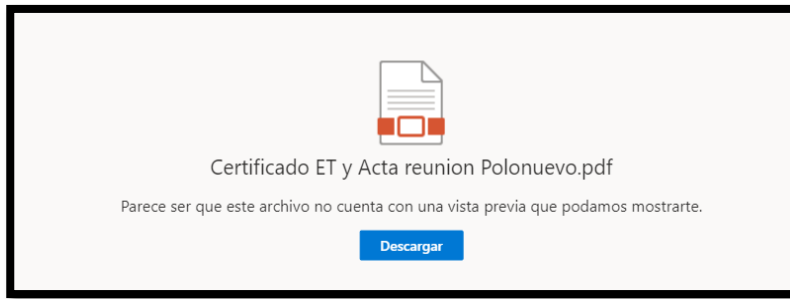 Certificado ET y Acta reunion Polonuevo.pdf
Parece ser que este archivo no cuenta con una vista previa que podamos mostrarte.
Descargar